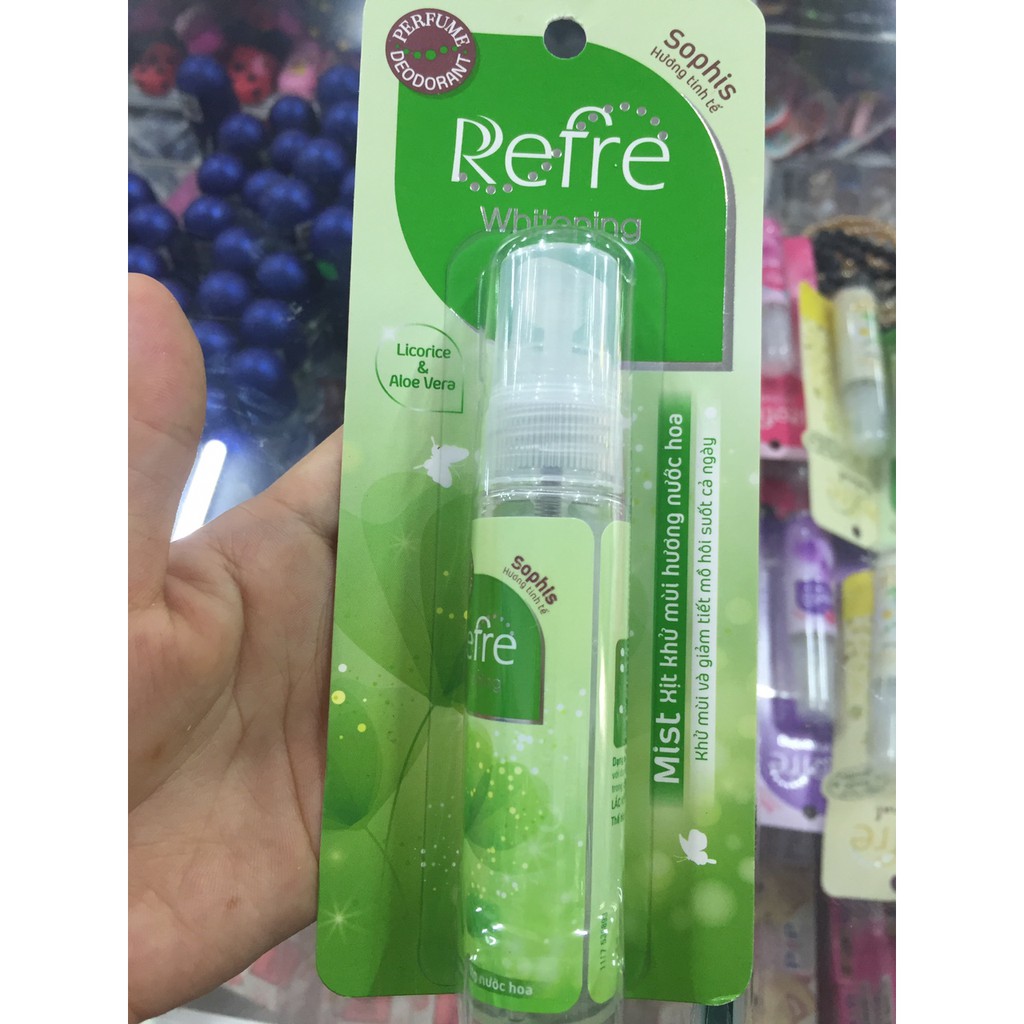 PERFUME
DEODORANT
Sophis
Hương tinh tế
Refre
Whitening
Licorice
&
Aloe Vera
Mist xịt khử mùi hương nước hoa
Khử mùi và giảm tiết mồ hôi suốt cả ngày
Sophis
Hương tinh tế
efre
nước hoa